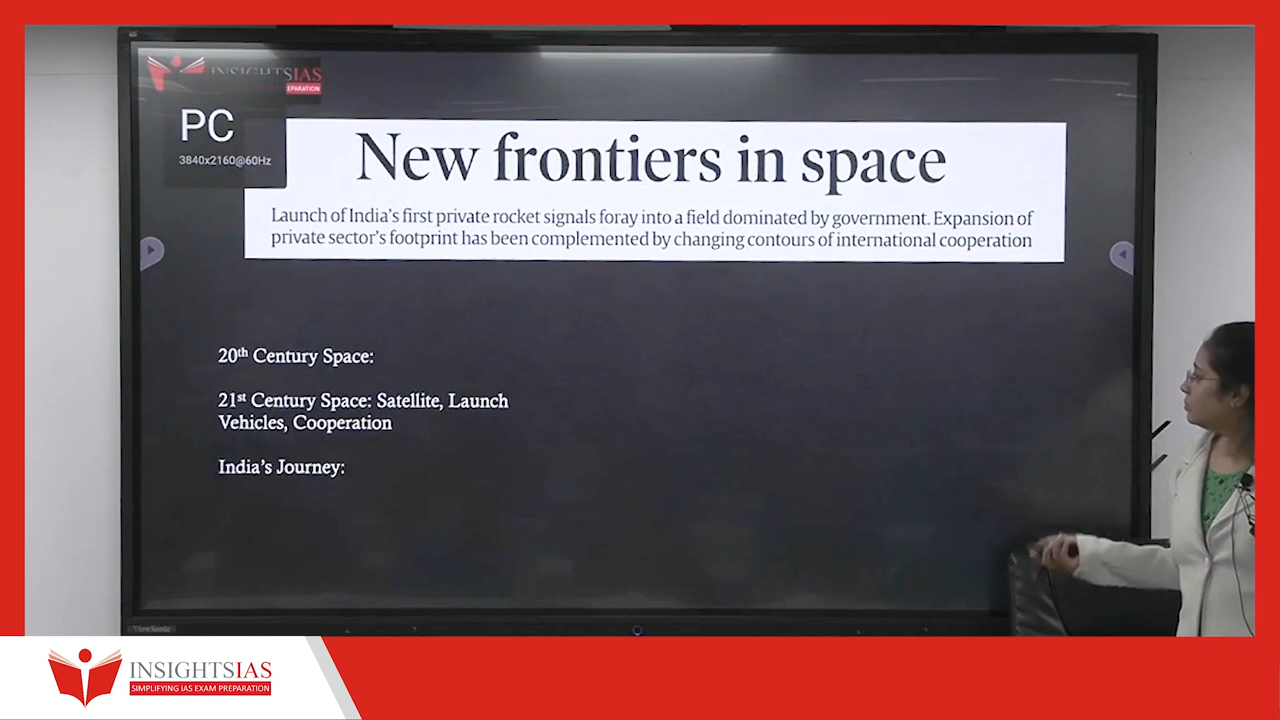 INSIGHTSIAS
PREPARATION
PC
3840x2160@60Hz
New frontiers in space
Launch of India's first private rocket signals foray into a field dominated by government. Expansion of
private sector's footprint has been complemented by changing contours of international cooperation
20th Century Space:
21st Century Space: Satellite, Launch
Vehicles, Cooperation
India's Journey:
ViewSonic
INSIGHTSIAS
SIMPLIFYING IAS EXAM PREPARATION